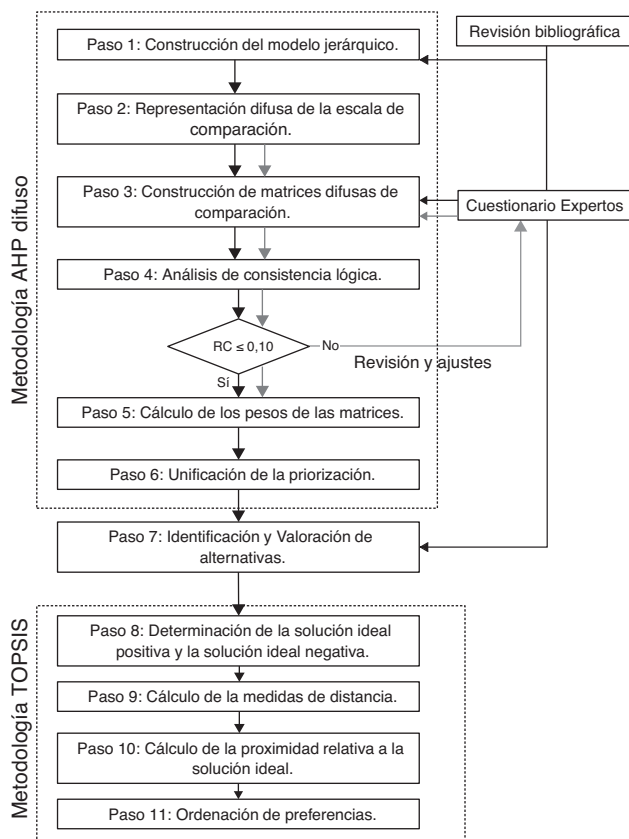 Revisión bibliográfica
Paso 1: Construcción del modelo jerárquico.
Paso 2: Representación difusa de la escala de
comparación.
Metodología AHP difuso
Paso 3: Construcción de matrices difusas de
comparación.
Cuestionario Expertos
Paso 4: Análisis de consistencia lógica.
RC ≤ 0,10
No
Revisión y ajustes
Sí
Paso 5: Cálculo de los pesos de las matrices.
Paso 6: Unificación de la priorización.
Paso 7: Identificación y Valoración de
alternativas.
Metodología TOPSIS
Paso 8: Determinación de la solución ideal
positiva y la solución ideal negativa.
Paso 9: Cálculo de la medidas de distancia.
Paso 10: Cálculo de la proximidad relativa a la
solución ideal.
Paso 11: Ordenación de preferencias.